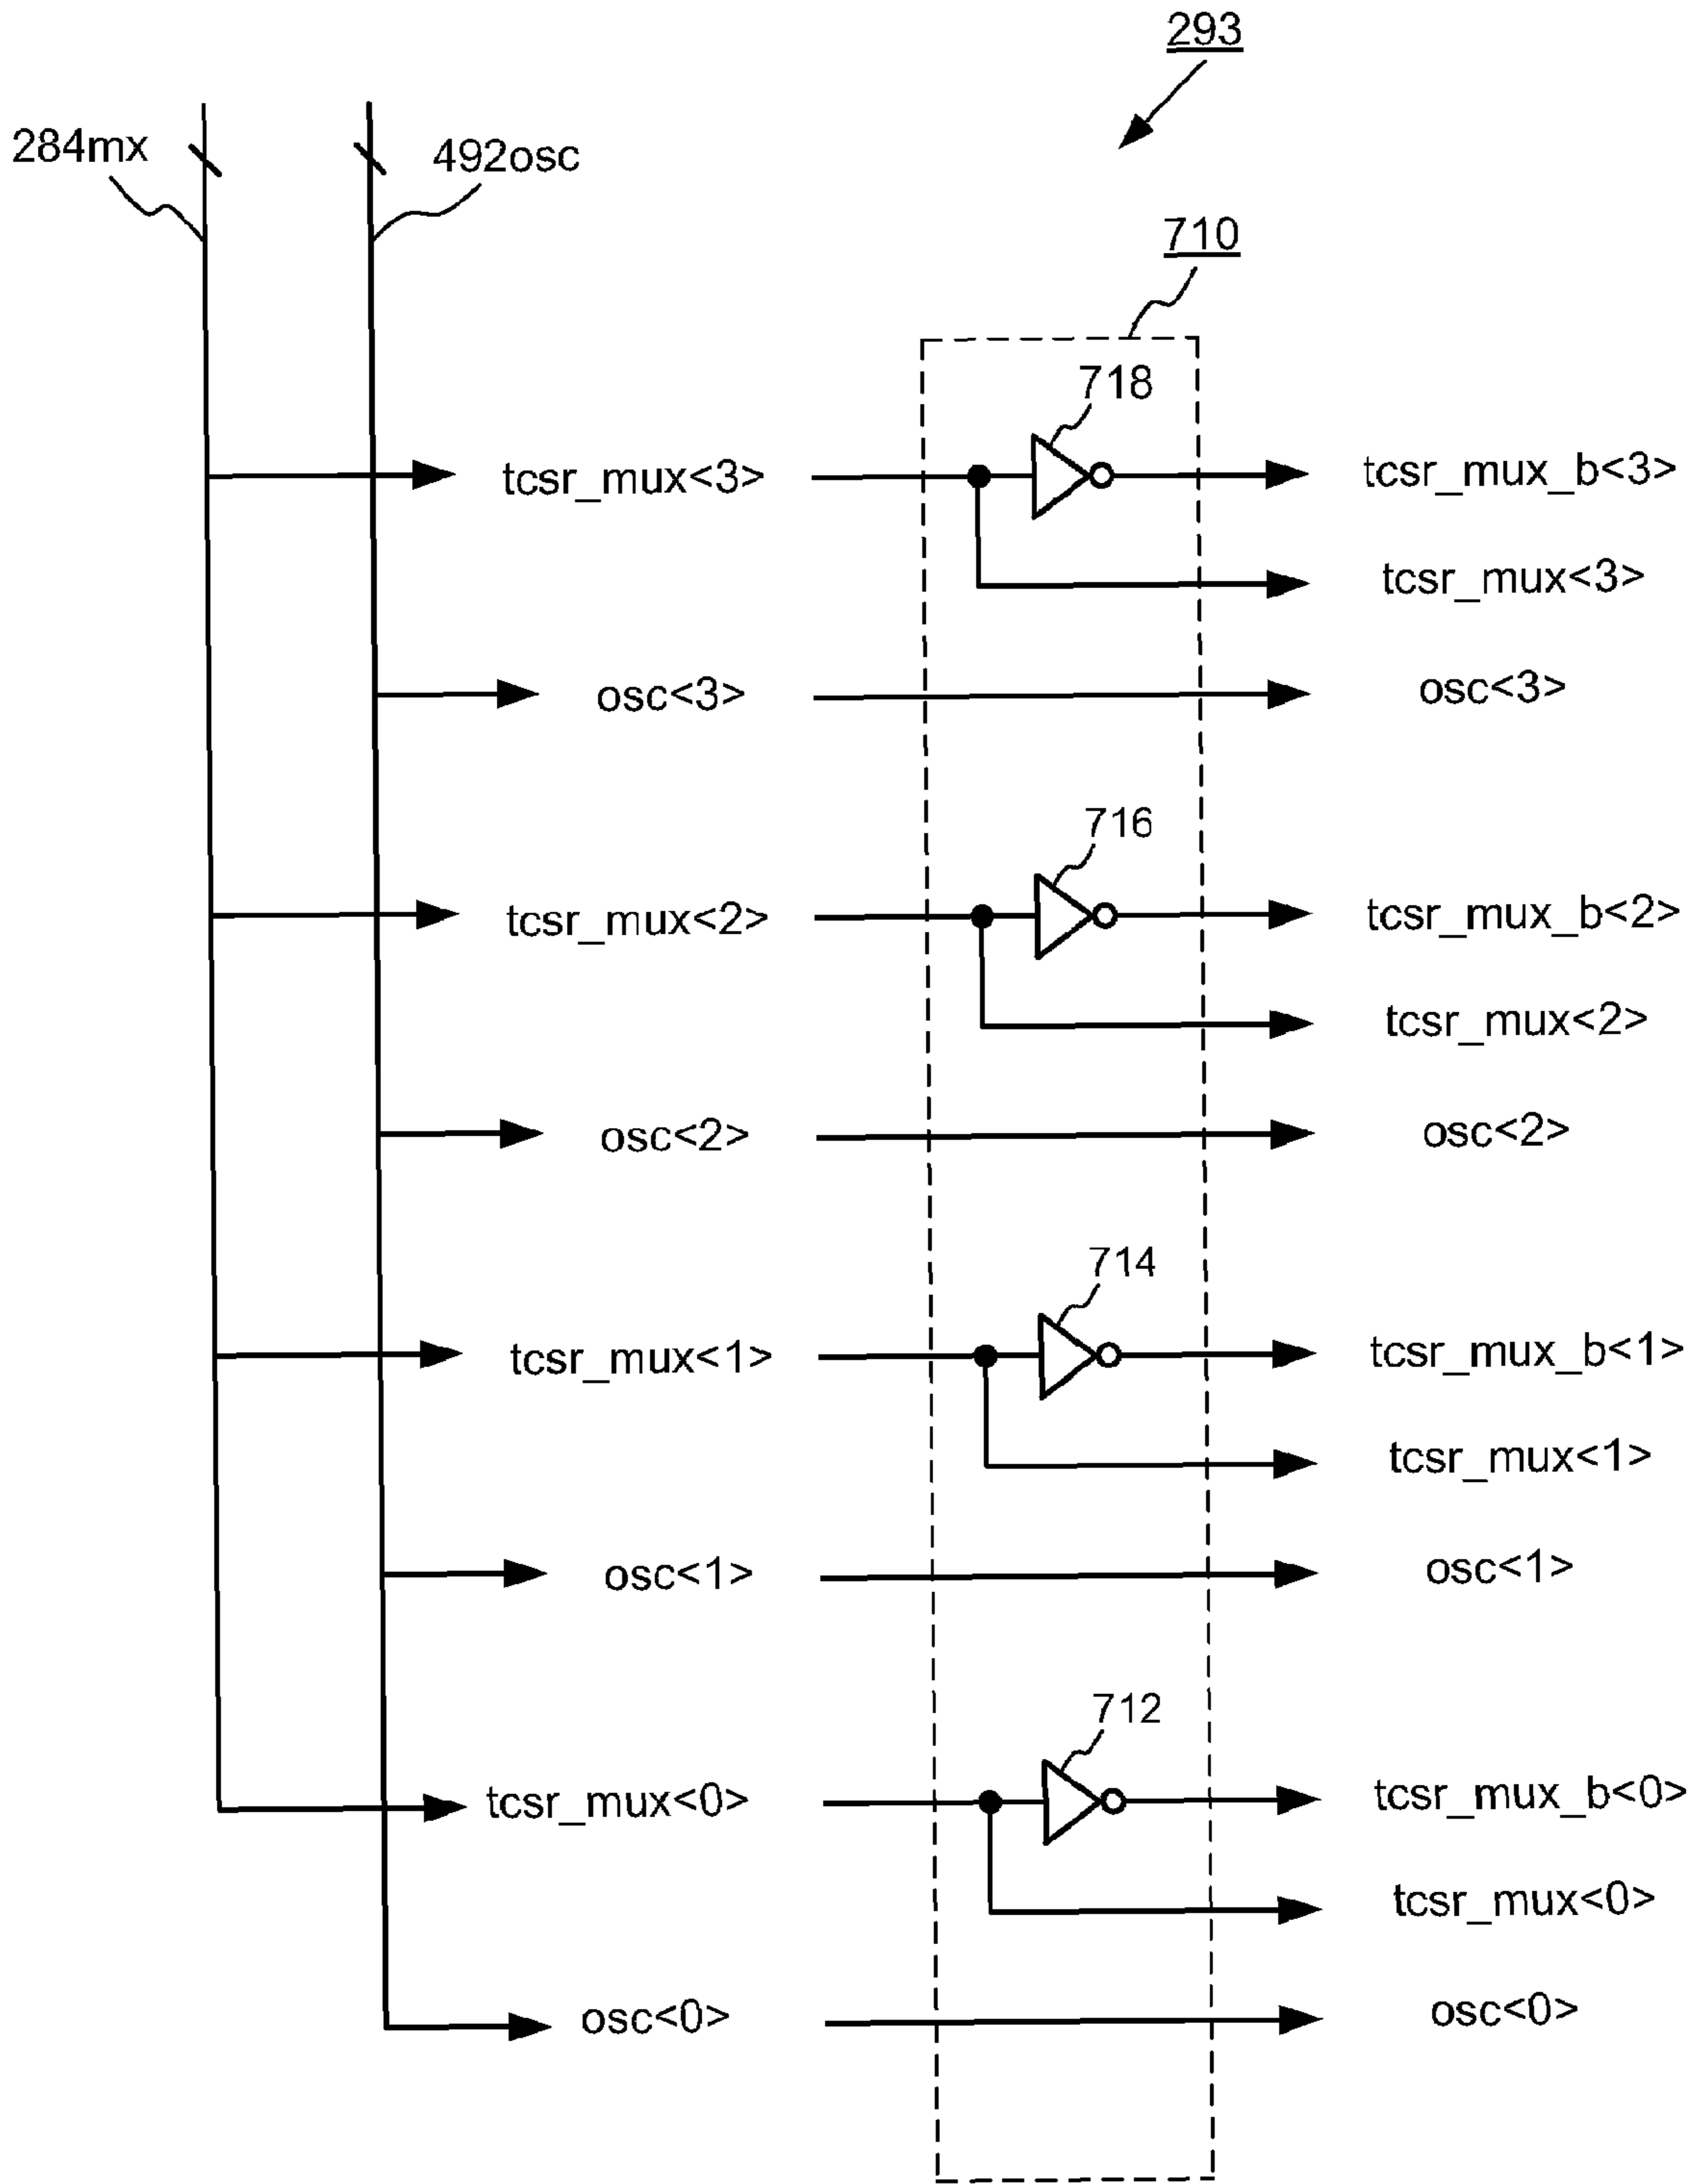 293
284mx
492osc
710
718
tcsr_mux<3> tcsr_mux_b<3>
tcsr_mux<3>
osc<3> osc<3>
716
tcsr_mux<2> tcsr_mux_b<2>
tcsr_mux<2>
osc<2> osc<2>
714
tcsr_mux<1> tcsr_mux_b<1>
tcsr_mux<1>
osc<1> osc<1>
712
tcsr_mux<0> tcsr_mux_b<0>
tcsr_mux<0>
osc<0> osc<0>